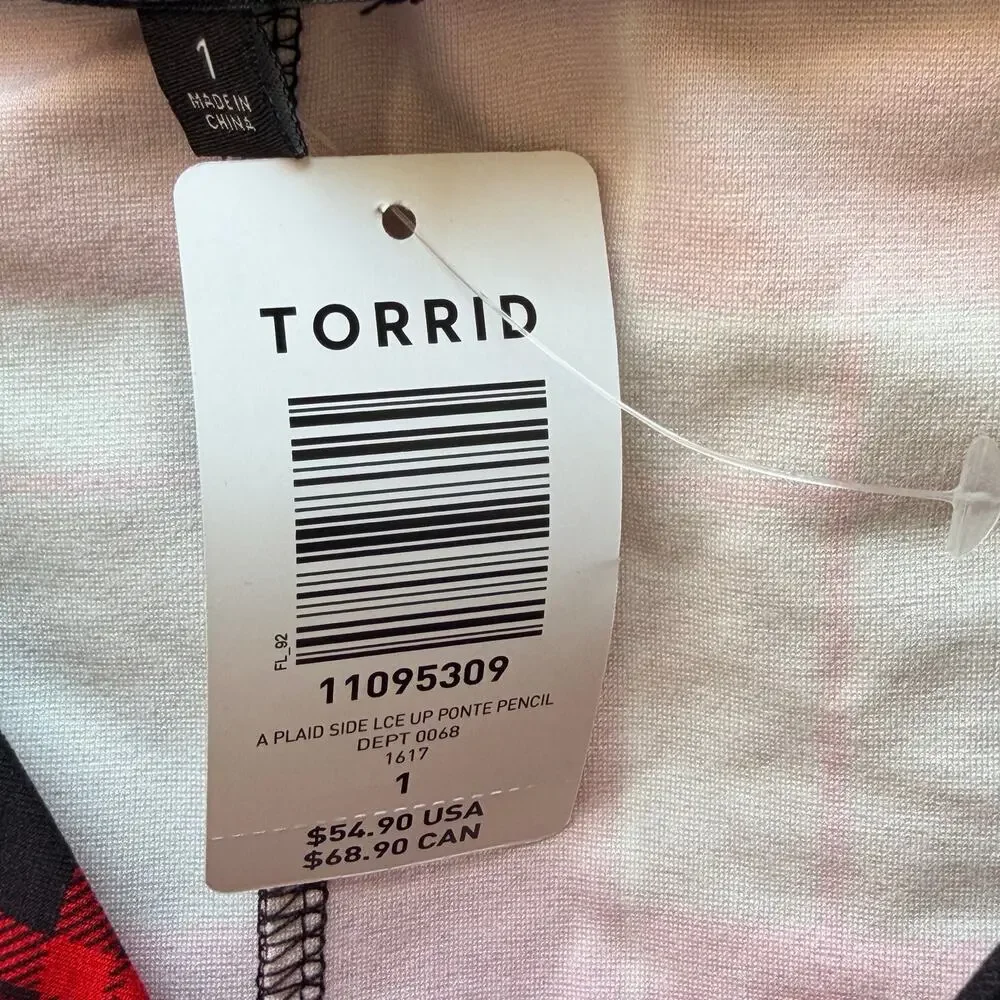 1
MADE IN
CHINA
TORRID
FL_92
11095309
A PLAID SIDE LCE UP PONTE PENCIL
DEPT 0068
1617
1
$54.90 USA
$68.90 CAN